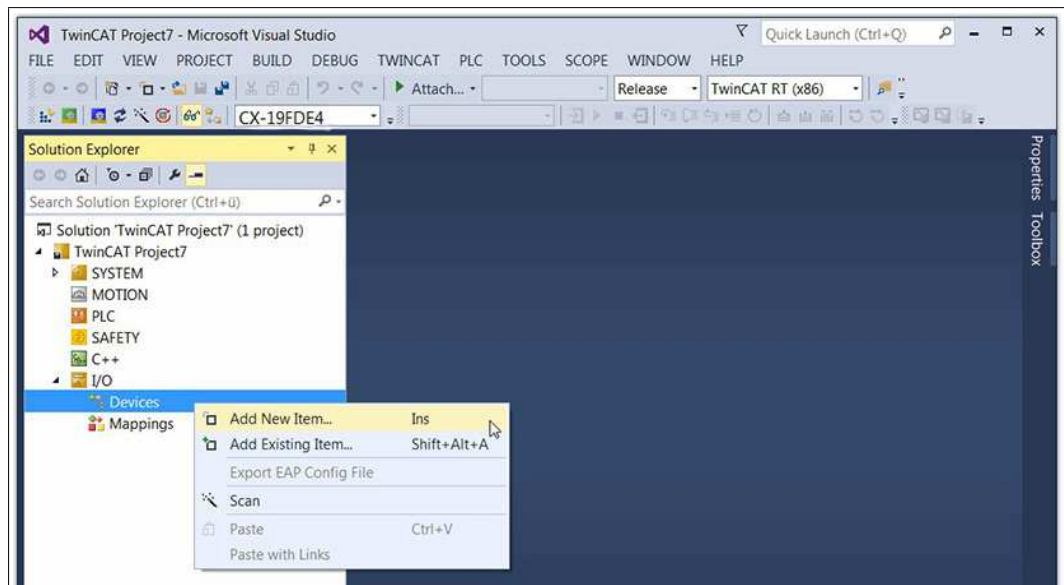 TwinCAT Project7 - Microsoft Visual Studio
Quick Launch (Ctrl+Q)
FILE EDIT VIEW PROJECT BUILD DEBUG TWINCAT PLC TOOLS SCOPE WINDOW HELP
Attach... Release TwinCAT RT (x86)
CX-19FDE4
Solution Explorer
Search Solution Explorer (Ctrl+ü)
Solution 'TwinCAT Project7' (1 project)
TwinCAT Project7
SYSTEM
MOTION
PLC
SAFETY
C++
I/O
Devices
Mappings
Add New Item... Ins
Add Existing Item... Shift+Alt+A
Export EAP Config File
Scan
Paste Ctrl+V
Paste with Links
Properties
Toolbox